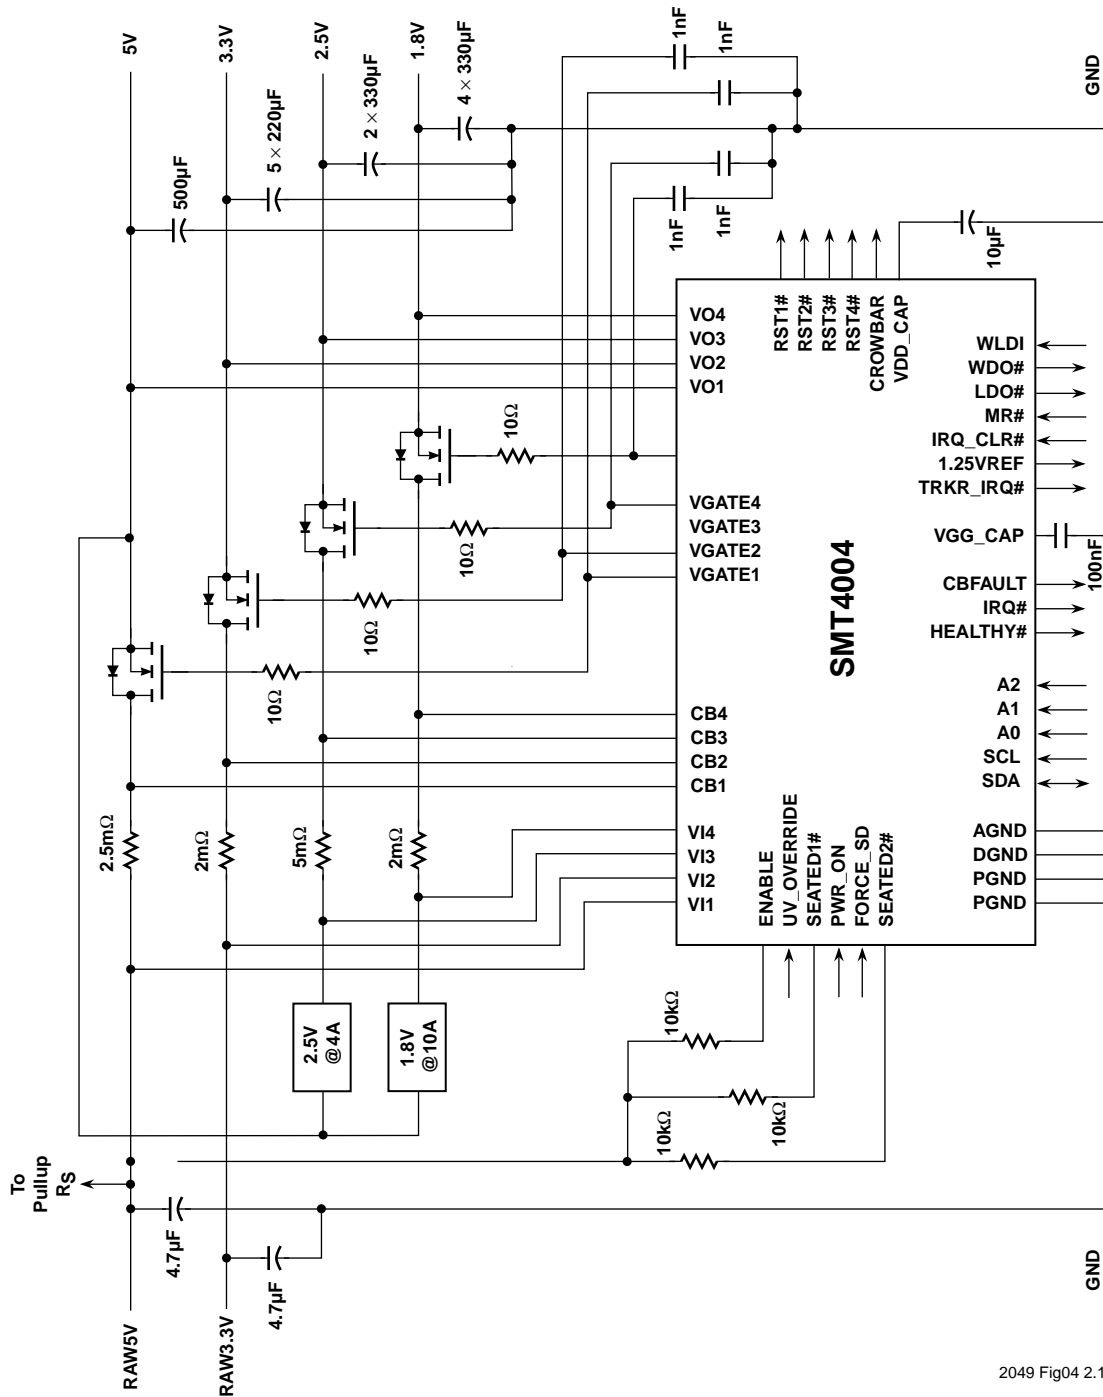 5V
3.3V
2.5V
1.8V
500µF
5 × 220µF
2 × 330µF
4 × 330µF
1nF
1nF
1nF
1nF
GND
10µF
RST1#
RST2#
RST3#
RST4#
CROWBAR
VDD_CAP
VO4
VO3
VO2
VO1
WLDI
WDO#
LDO#
MR#
IRQ_CLR#
1.25VREF
TRKR_IRQ#
10Ω
10Ω
10Ω
10Ω
VGATE4
VGATE3
VGATE2
VGATE1
VGG_CAP
100nF
SMT4004
CBFAULT
IRQ#
HEALTHY#
CB4
CB3
CB2
CB1
A2
A1
A0
SCL
SDA
2.5mΩ
2mΩ
5mΩ
2mΩ
VI4
VI3
VI2
VI1
AGND
DGND
PGND
PGND
ENABLE
UV_OVERRIDE
SEATED1#
PWR_ON
FORCE_SD
SEATED2#
2.5V
@4A
1.8V
@10A
10kΩ
10kΩ
10kΩ
To
Pullup
RS
4.7µF
4.7µF
RAW5V
RAW3.3V
GND
2049 Fig04 2.1